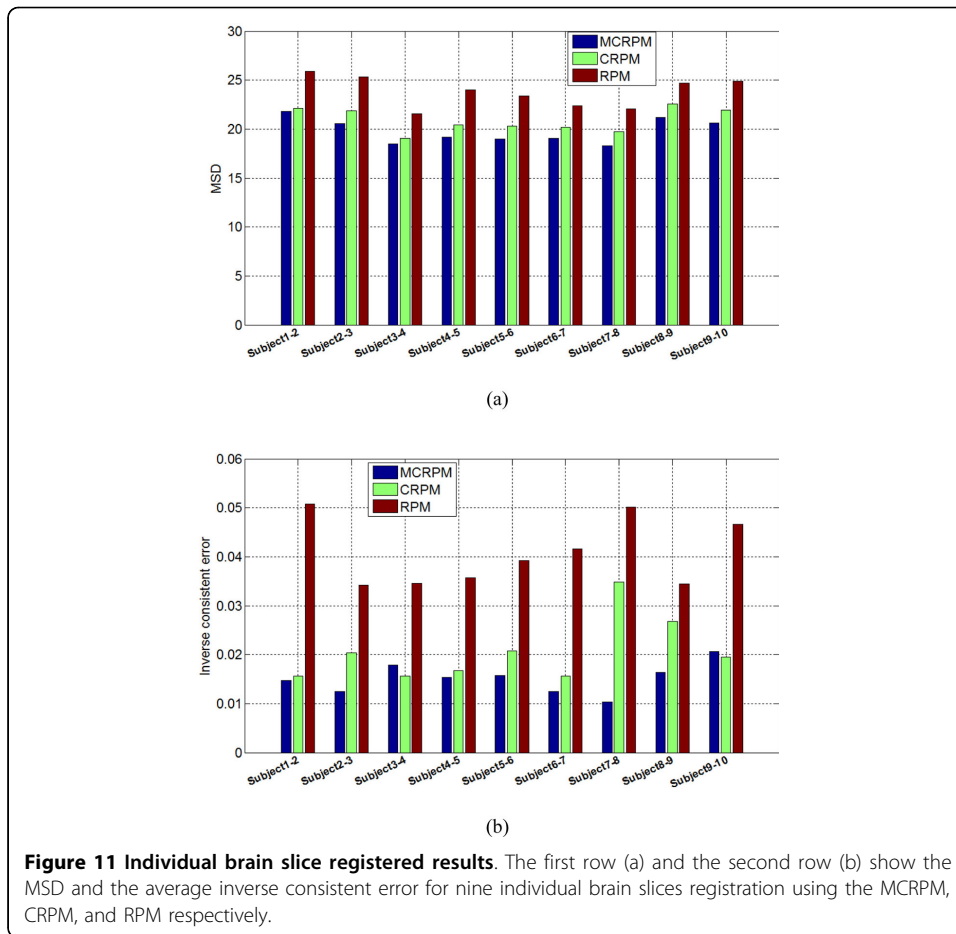 30
25
20
15
10
5
0
MSD
MCRPM
CRPM
RPM
Subject1-2
Subject2-3
Subject3-4
Subject4-5
Subject5-6
Subject6-7
Subject7-8
Subject8-9
Subject9-10
(a)
0.06
0.05
0.04
0.03
0.02
0.01
0
Inverse consistent error
MCRPM
CRPM
RPM
Subject1-2
Subject2-3
Subject3-4
Subject4-5
Subject5-6
Subject6-7
Subject7-8
Subject8-9
Subject9-10
(b)
Figure 11 Individual brain slice registered results. The first row (a) and the second row (b) show the
MSD and the average inverse consistent error for nine individual brain slices registration using the MCRPM,
CRPM, and RPM respectively.